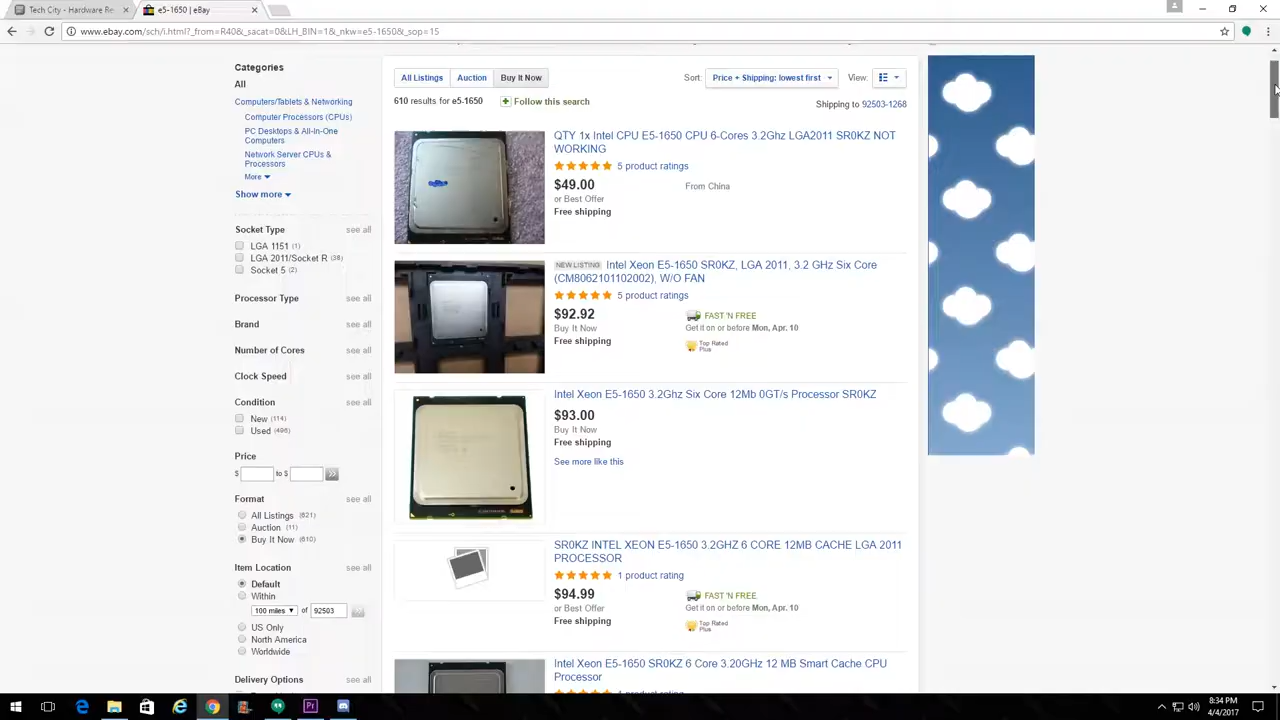 Tech City - Hardware Re
e5-1650 | eBay
www.ebay.com/sch/i.html?_from=R40&_sacat=0&LH_BIN=1&_nkw=e5-1650&_sop=15
Categories
All
Computers/Tablets & Networking
Computer Processors (CPUs)
PC Desktops & All-In-One
Computers
Network Server CPUs &
Processors
More
Show more
Socket Type see all
LGA 1151 (1)
LGA 2011/Socket R (38)
Socket 5 (2)
Processor Type see all
Brand see all
Number of Cores see all
Clock Speed see all
Condition see all
New (114)
Used (496)
Price
$ to $
Format see all
All Listings (621)
Auction (11)
Buy It Now (610)
Item Location see all
Default
Within
100 miles of 92503
US Only
North America
Worldwide
Delivery Options see all
All Listings Auction Buy It Now Sort: Price + Shipping: lowest first View:
610 results for e5-1650 Follow this search Shipping to 92503-1268
QTY 1x Intel CPU E5-1650 CPU 6-Cores 3.2Ghz LGA2011 SR0KZ NOT
WORKING
5 product ratings
$49.00 From China
or Best Offer
Free shipping
NEW LISTING Intel Xeon E5-1650 SR0KZ, LGA 2011, 3.2 GHz Six Core
(CM8062101102002), W/O FAN
5 product ratings
$92.92 FAST 'N FREE
Buy It Now Get it on or before Mon, Apr. 10
Free shipping Top Rated
Plus
Intel Xeon E5-1650 3.2Ghz Six Core 12Mb 0GT/s Processor SR0KZ
$93.00
Buy It Now
Free shipping
See more like this
SR0KZ INTEL XEON E5-1650 3.2GHZ 6 CORE 12MB CACHE LGA 2011
PROCESSOR
1 product rating
$94.99 FAST 'N FREE
or Best Offer Get it on or before Mon, Apr. 10
Free shipping Top Rated
Plus
Intel Xeon E5-1650 SR0KZ 6 Core 3.20GHz 12 MB Smart Cache CPU
Processor
1 product rating
8:34 PM
4/4/2017